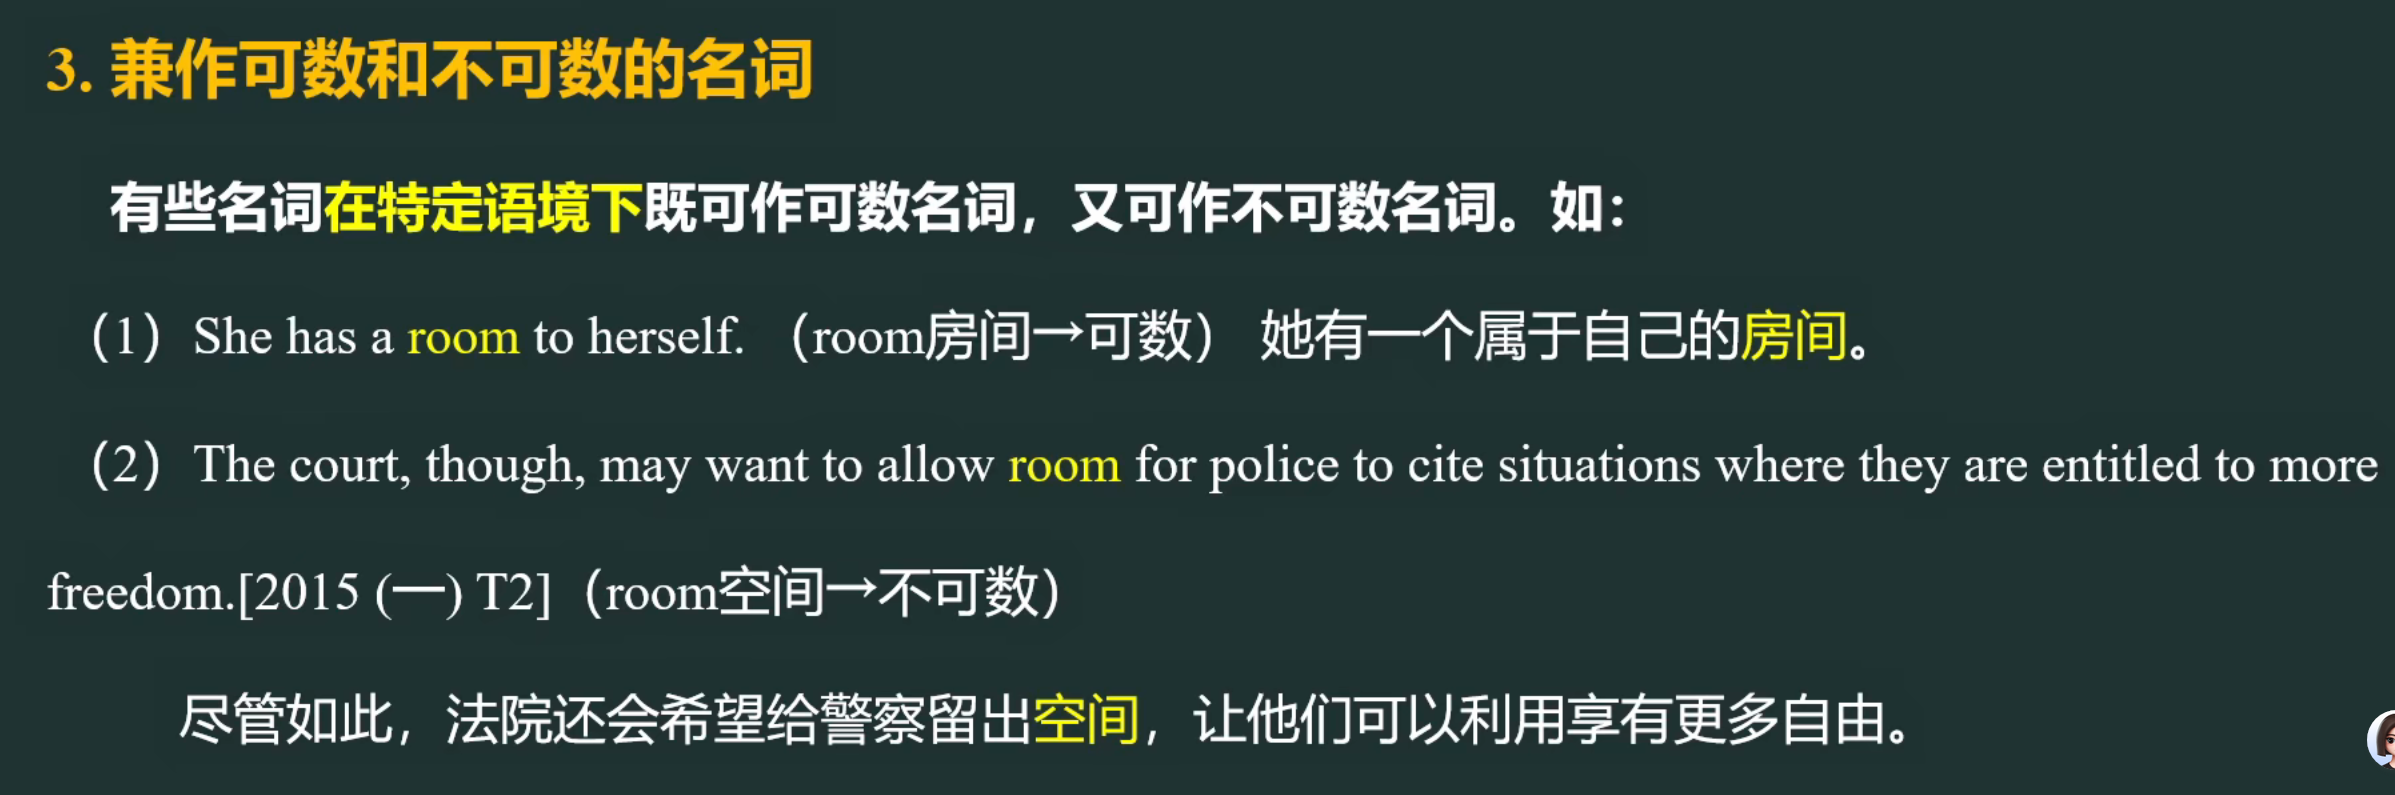 3. 兼作可数和不可数的名词
有些名词在特定语境下既可作可数名词，又可作不可数名词。如：
（1）She has a room to herself. （room房间→可数） 她有一个属于自己的房间。
（2）The court, though, may want to allow room for police to cite situations where they are entitled to more
freedom.[2015 (一) T2]（room空间→不可数）
尽管如此，法院还会希望给警察留出空间，让他们可以利用享有更多自由。